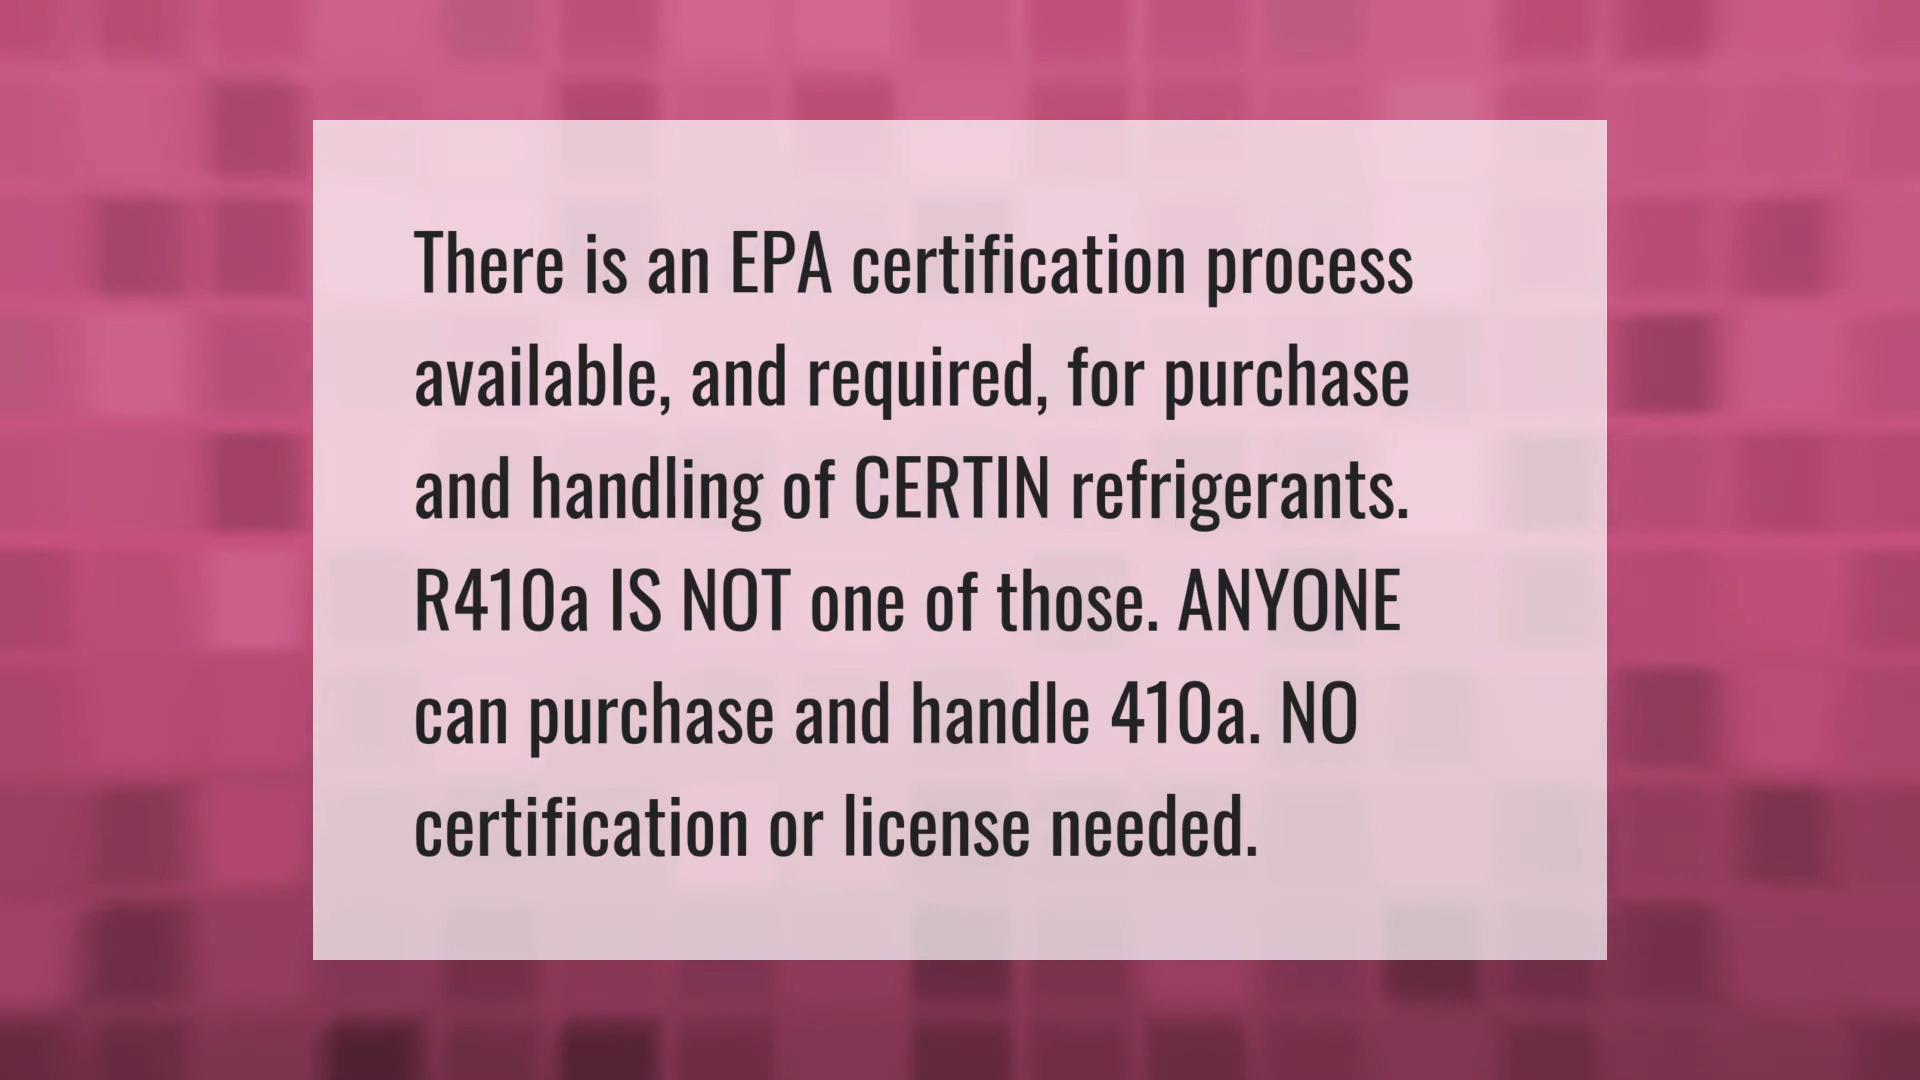 There is an EPA certification process
available, and required, for purchase
and handling of CERTIN refrigerants.
R410a IS NOT one of those. ANYONE
can purchase and handle 410a. NO
certification or license needed.